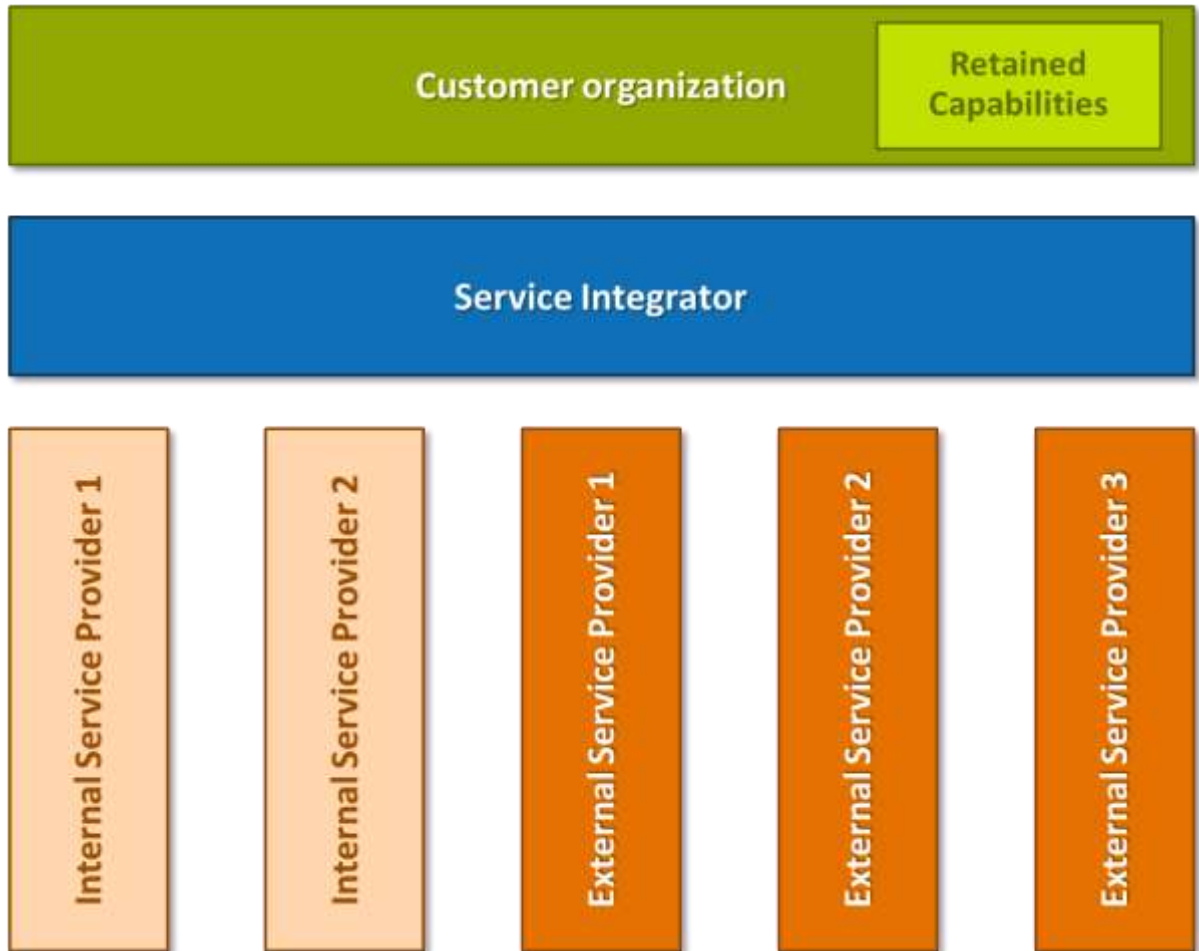 Customer organization
Retained
Capabilities
Service Integrator
Internal Service Provider 1
Internal Service Provider 2
External Service Provider 1
External Service Provider 2
External Service Provider 3